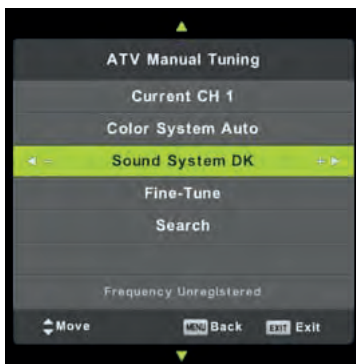 ATV Manual Tuning
Current CH 1
Color System Auto
Sound System DK
Fine-Tune
Search
Frequency Unregistered
Move MENU Back EXIT Exit